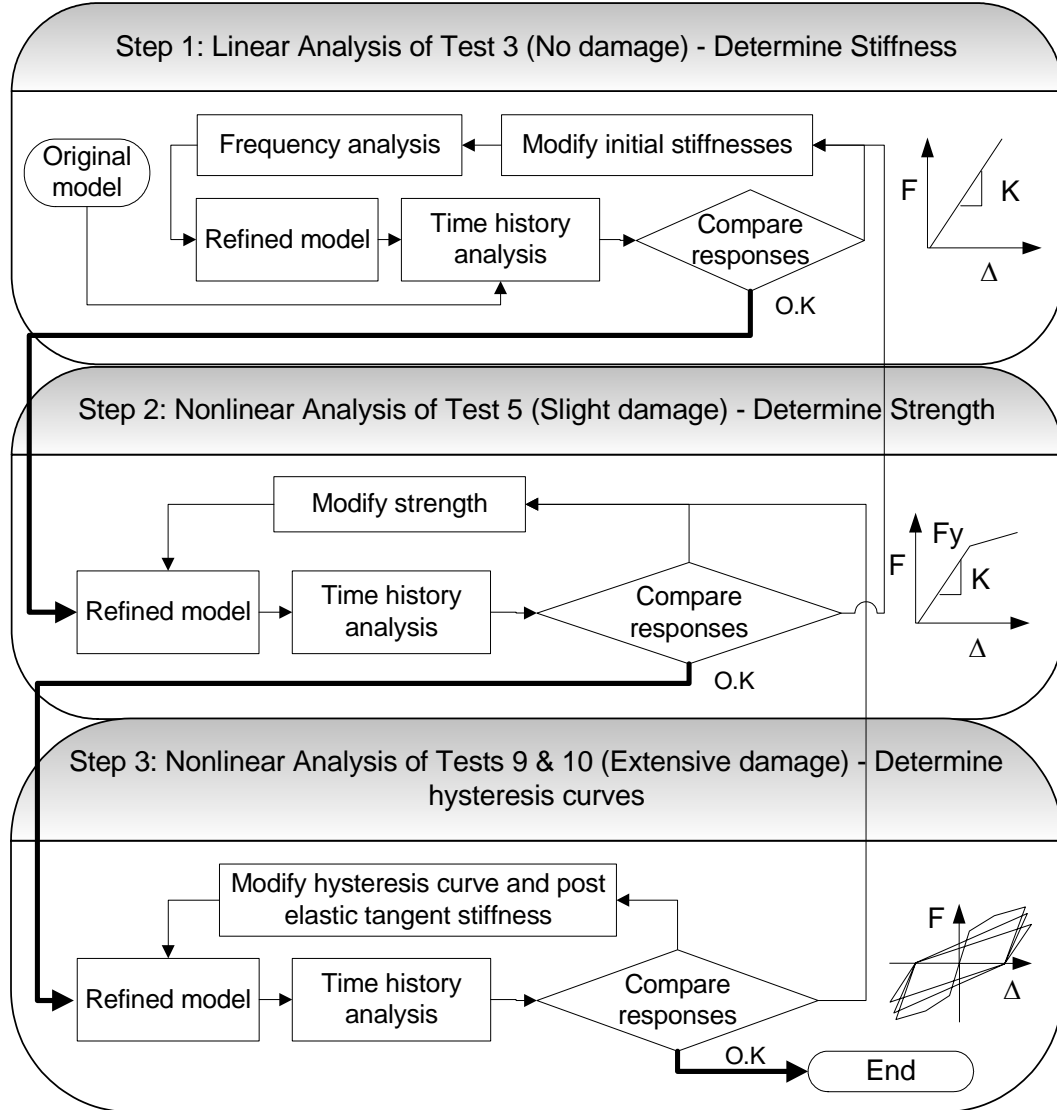 Step 1: Linear Analysis of Test 3 (No damage) - Determine Stiffness
Original
model
Frequency analysis
Modify initial stiffnesses
Refined model
Time history
analysis
Compare
responses
O.K
F
K
Δ
Step 2: Nonlinear Analysis of Test 5 (Slight damage) - Determine Strength
Modify strength
Refined model
Time history
analysis
Compare
responses
O.K
Fy
F
K
Δ
Step 3: Nonlinear Analysis of Tests 9 & 10 (Extensive damage) - Determine
hysteresis curves
Modify hysteresis curve and post
elastic tangent stiffness
Refined model
Time history
analysis
Compare
responses
O.K
End
F
Δ